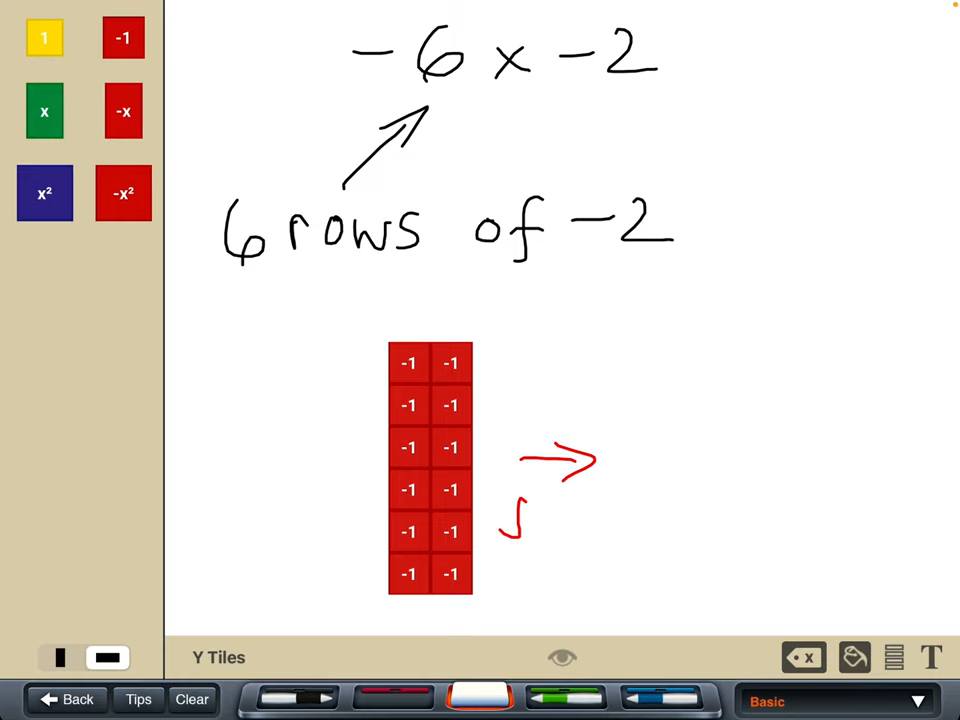 1 -1
x -x
x² -x²
-6 x -2
6 rows of -2
-1 -1
-1 -1
-1 -1
-1 -1
-1 -1
-1 -1
Y Tiles
x
T
Back Tips Clear Basic